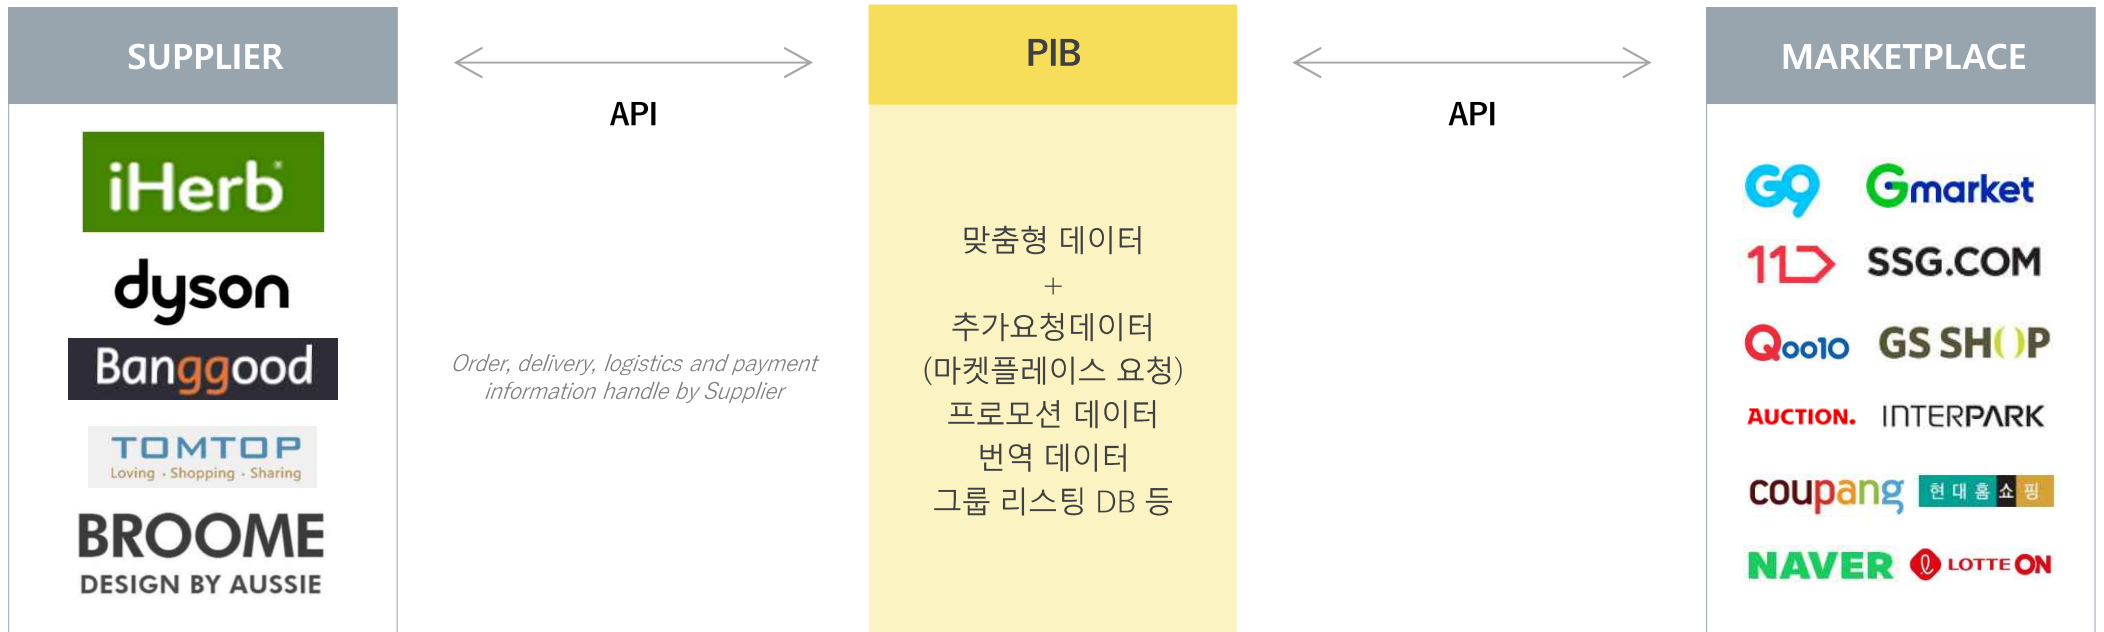 SUPPLIER
iHerb
dyson
Banggood
TOMTOP
Loving · Shopping · Sharing
BROOME
DESIGN BY AUSSIE
API
Order, delivery, logistics and payment
information handle by Supplier
PIB
맞춤형 데이터
+
추가요청데이터
(마켓플레이스 요청)
프로모션 데이터
번역 데이터
그룹 리스팅 DB 등
API
MARKETPLACE
G9 Gmarket
11 SSG.COM
Qoo10 GS SHOP
AUCTION. INTERPARK
coupang 현대홈쇼핑
NAVER LOTTE ON